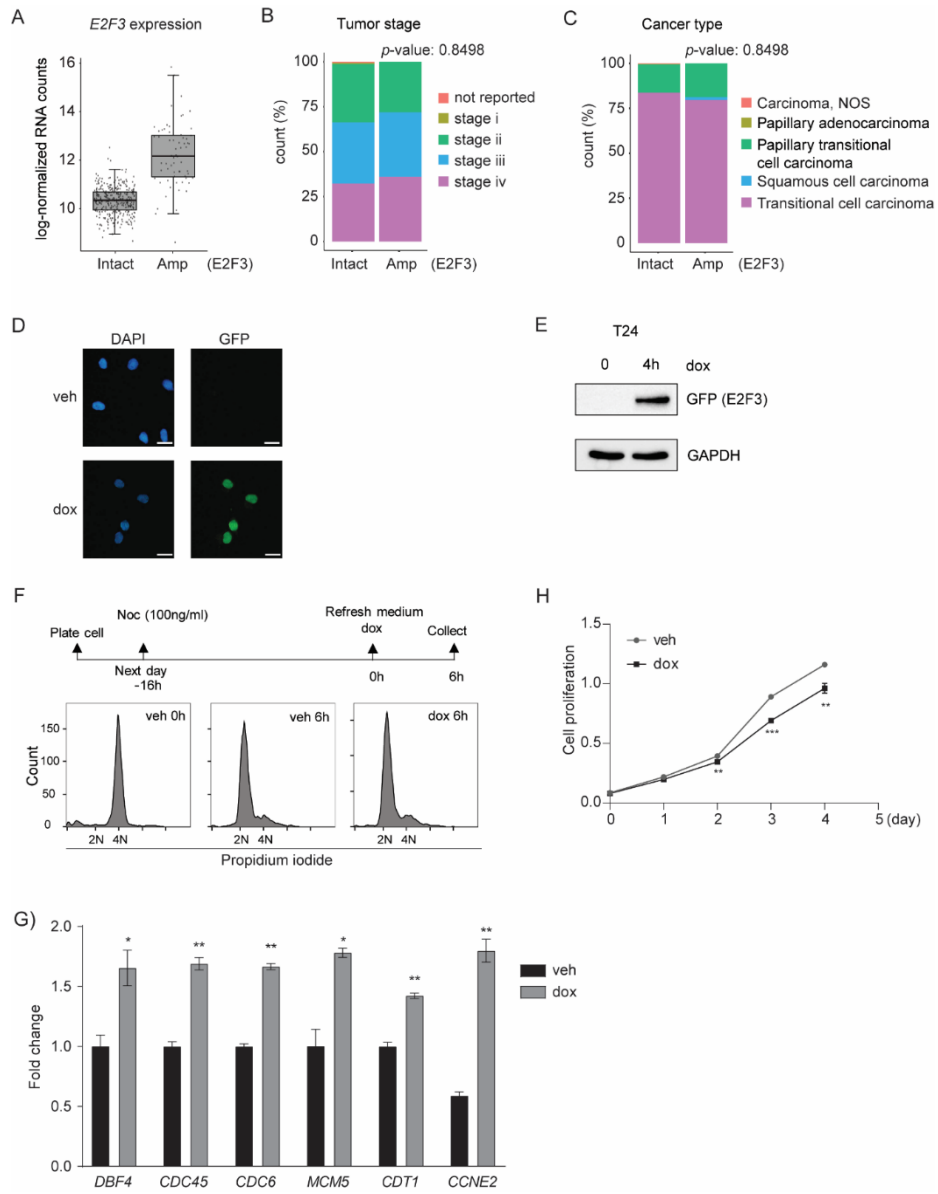 A
E2F3 expression
log-normalized RNA counts
16
14
12
10
Intact Amp (E2F3)
B
Tumor stage
p-value: 0.8498
count (%)
100
75
50
25
0
Intact Amp (E2F3)
not reported
stage i
stage ii
stage iii
stage iv
C
Cancer type
p-value: 0.8498
count (%)
100
75
50
25
0
Intact Amp (E2F3)
Carcinoma, NOS
Papillary adenocarcinoma
Papillary transitional
cell carcinoma
Squamous cell carcinoma
Transitional cell carcinoma
D
DAPI GFP
veh
dox
E
T24
0 4h dox
GFP (E2F3)
GAPDH
F
Noc (100ng/ml)
Refresh medium
dox
Plate cell
Collect
Next day
-16h
0h
6h
Count
150
100
50
0
veh 0h
veh 6h
dox 6h
2N 4N
2N 4N
2N 4N
Propidium iodide
H
Cell proliferation
1.5
1.0
0.5
0.0
veh
dox
**
***
**
0 1 2 3 4 5 (day)
G)
Fold change
2.0
1.5
1.0
0.5
0.0
* ** ** * ** **
veh
dox
DBF4 CDC45 CDC6 MCM5 CDT1 CCNE2